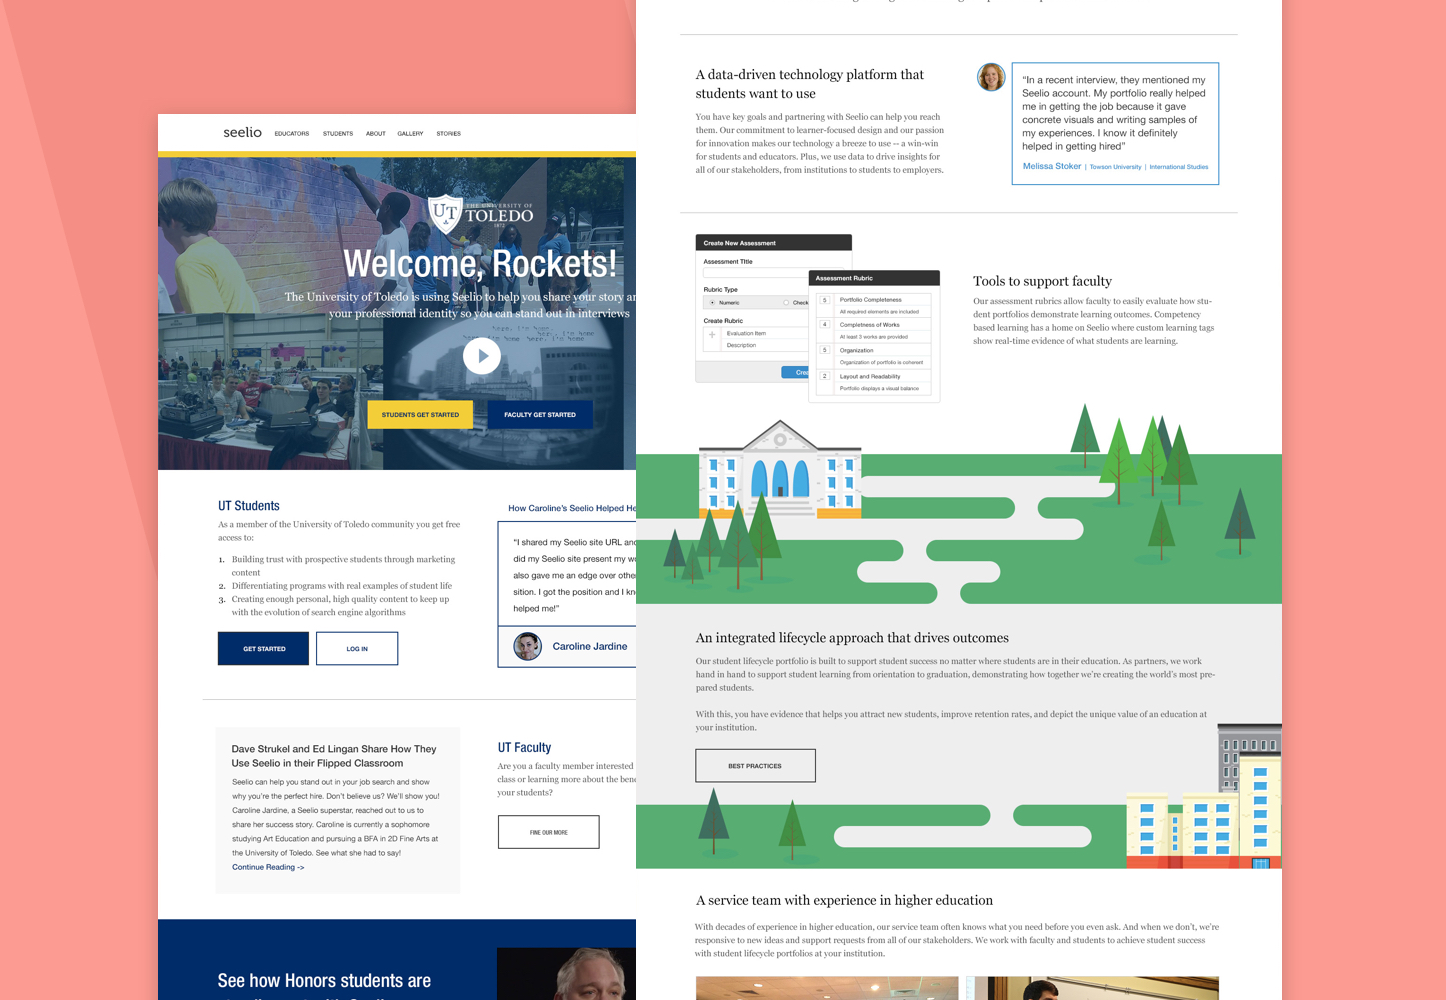 seelio
EDUCATORS STUDENTS ABOUT GALLERY STORIES
UT
THE UNIVERSITY OF
TOLEDO
1872
Welcome, Rockets!
The University of Toledo is using Seelio to help you share your story
your professional identity so you can stand out in interviews
STUDENTS GET STARTED
FACULTY GET STARTED
UT Students
As a member of the University of Toledo community you get free
access to:
1. Building trust with prospective students through marketing
content
2. Differentiating programs with real examples of student life
3. Creating enough personal, high quality content to keep up
with the evolution of search engine algorithms
GET STARTED
LOG IN
How Caroline's Seelio Helped He
“I shared my Seelio site URL and
did my Seelio site present my wo
also gave me an edge over othe
sition. I got the position and I kn
helped me!”
Caroline Jardine
Dave Strukel and Ed Lingan Share How They
Use Seelio in their Flipped Classroom
Seelio can help you stand out in your job search and show
why you're the perfect hire. Don't believe us? We'll show you!
Caroline Jardine, a Seelio superstar, reached out to us to
share her success story. Caroline is currently a sophomore
studying Art Education and pursuing a BFA in 2D Fine Arts at
the University of Toledo. See what she had to say!
Continue Reading ->
UT Faculty
Are you a faculty member interested
class or learning more about the bene
your students?
FINE OUR MORE
See how Honors students are
A data-driven technology platform that
students want to use
You have key goals and partnering with Seelio can help you reach
them. Our commitment to learner-focused design and our passion
for innovation makes our technology a breeze to use -- a win-win
for students and educators. Plus, we use data to drive insights for
all of our stakeholders, from institutions to students to employers.
“In a recent interview, they mentioned my
Seelio account. My portfolio really helped
me in getting the job because it gave
concrete visuals and writing samples of
my experiences. I know it definitely
helped in getting hired”
Melissa Stoker | Towson University | International Studies
Create New Assessment
Assessment Title
Rubric Type
Numeric Check
Create Rubric
Evaluation Item
Description
Crea
Assessment Rubric
5 Portfolio Completeness
All required elements are included
4 Completness of Works
At least 3 works are provided
5 Organization
Organization of portfolio is coherent
2 Layout and Readability
Portfolio displays a visual balance
Tools to support faculty
Our assessment rubrics allow faculty to easily evaluate how stu-
dent portfolios demonstrate learning outcomes. Competency
based learning has a home on Seelio where custom learning tags
show real-time evidence of what students are learning.
An integrated lifecycle approach that drives outcomes
Our student lifecycle portfolio is built to support student success no matter where students are in their education. As partners, we work
hand in hand to support student learning from orientation to graduation, demonstrating how together we're creating the world's most pre-
pared students.
With this, you have evidence that helps you attract new students, improve retention rates, and depict the unique value of an education at
your institution.
BEST PRACTICES
A service team with experience in higher education
With decades of experience in higher education, our service team often knows what you need before you even ask. And when we don't, we're
responsive to new ideas and support requests from all of our stakeholders. We work with faculty and students to achieve student success
with student lifecycle portfolios at your institution.